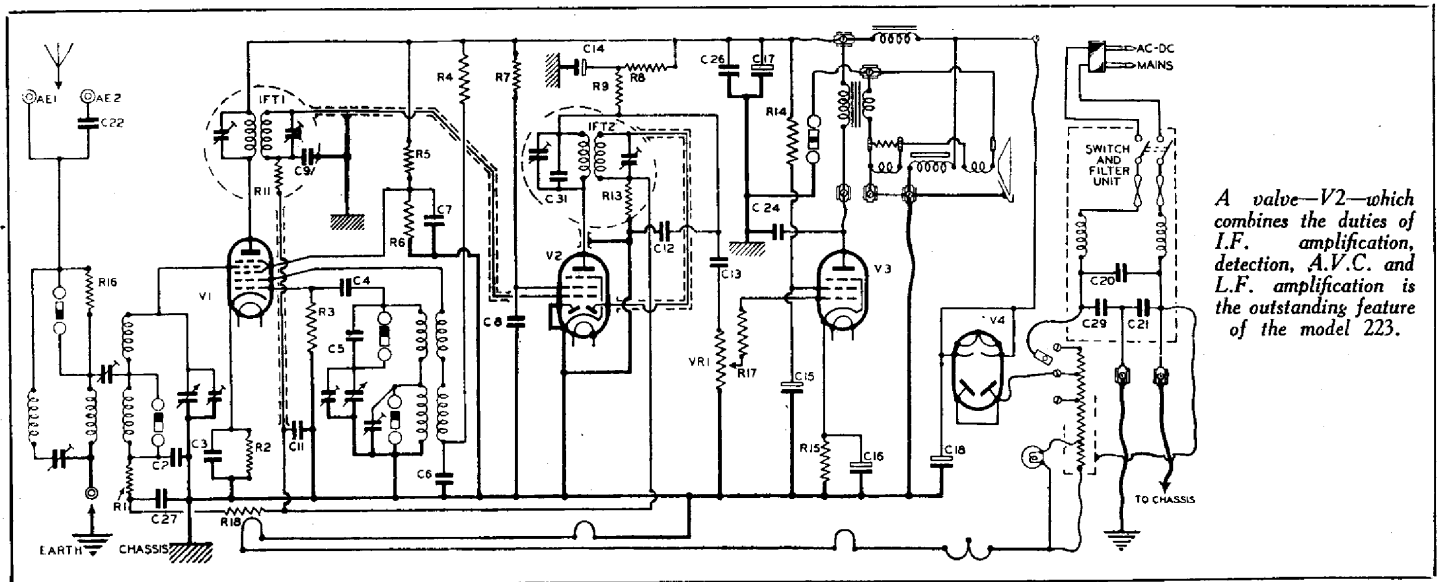 AE1
AE2
C22
R16
R1
C2
C27
EARTH
CHASSIS
IFT1
R11
C9
V1
C3
R2
R18
C11
R3
C4
C5
R5
R6
C7
R4
C6
R7
C8
C14
R9
R8
IFT2
C31
R13
C12
V2
C13
VR1
R17
C26
C17
R14
C24
V3
C15
R15
C16
C18
V4
AC-DC
MAINS
SWITCH
AND
FILTER
UNIT
C20
C29
C21
TO CHASSIS
A valve—V2—which
combines the duties of
I.F. amplification,
detection, A.V.C. and
L.F. amplification is
the outstanding feature
of the model 223.